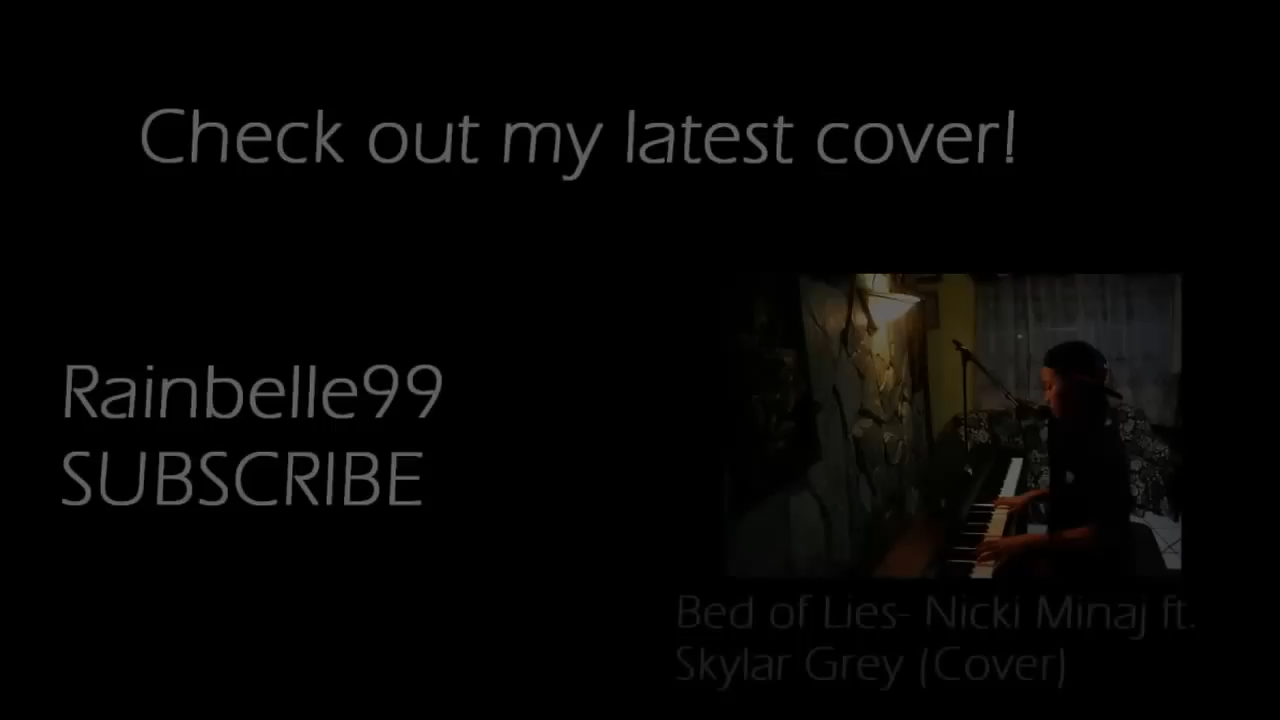 Check out my latest cover!
Rainbelle99
SUBSCRIBE
Bed of Lies- Nicki Minaj ft.
Skylar Grey (Cover)